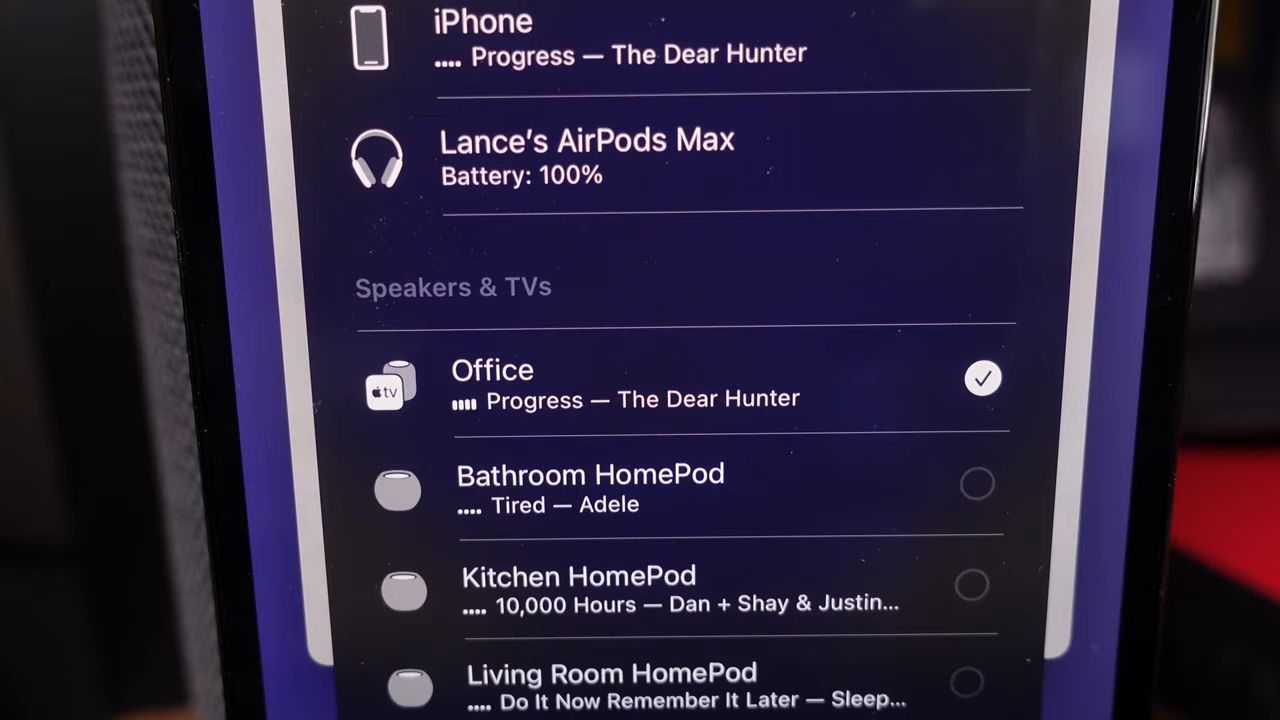 iPhone
.... Progress — The Dear Hunter
Lance's AirPods Max
Battery: 100%
Speakers & TVs
tv
Office
Progress — The Dear Hunter
Bathroom HomePod
.... Tired — Adele
Kitchen HomePod
.... 10,000 Hours — Dan + Shay & Justin...
Living Room HomePod
.... Do It Now Remember It Later — Sleep...